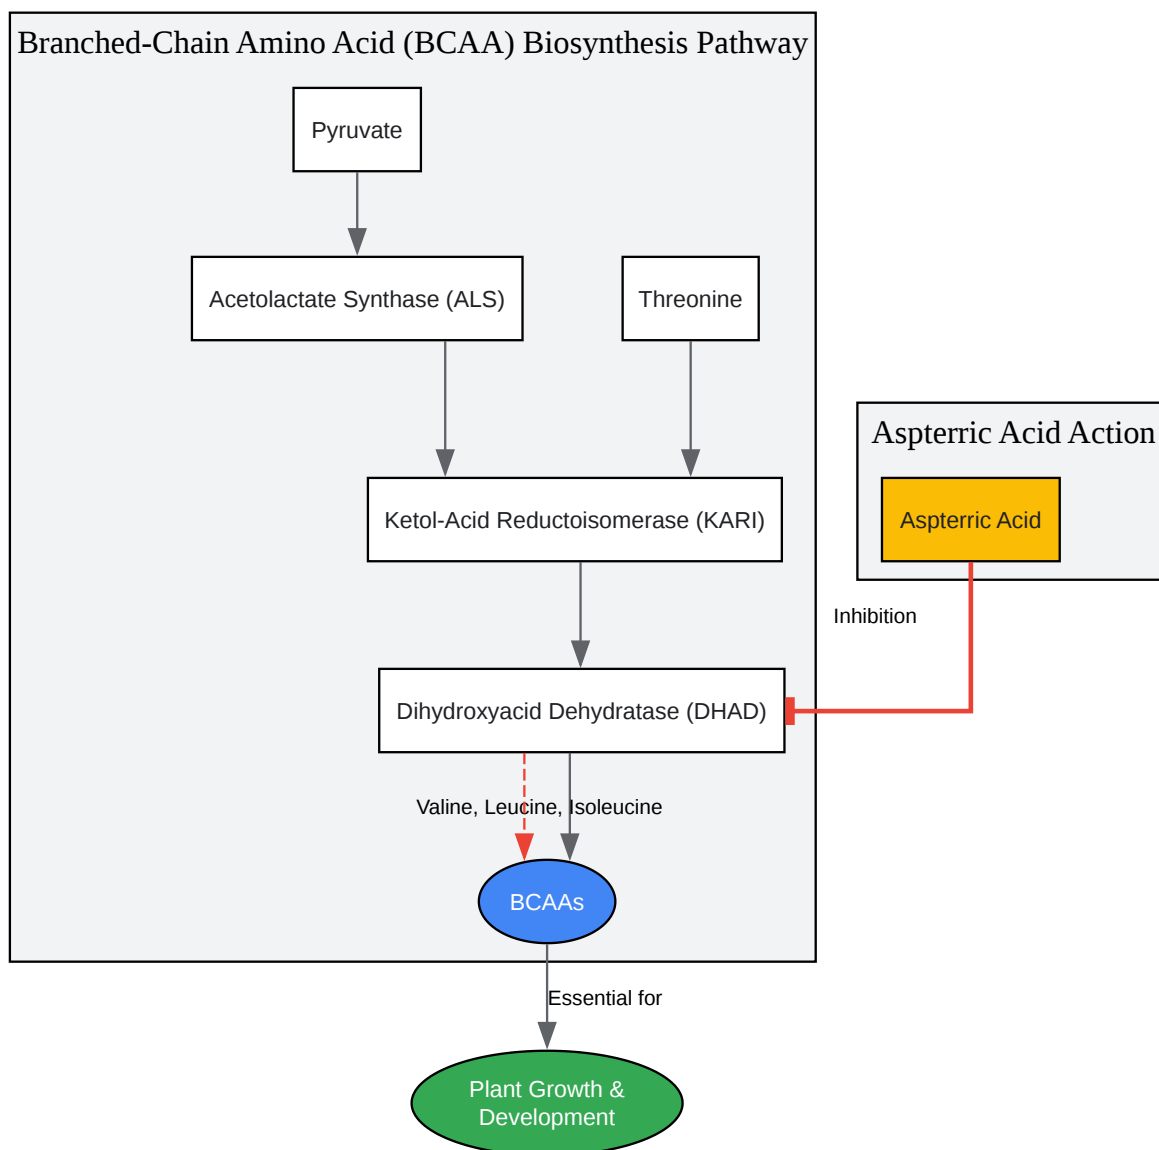 Branched-Chain Amino Acid (BCAA) Biosynthesis Pathway
Pyruvate
Acetolactate Synthase (ALS)
Threonine
Aspterric Acid Action
Ketol-Acid Reductoisomerase (KARI)
Aspterric Acid
Inhibition
Dihydroxyacid Dehydratase (DHAD)
Valine, Leucine, Isoleucine
BCAAs
Essential for
Plant Growth &
Development